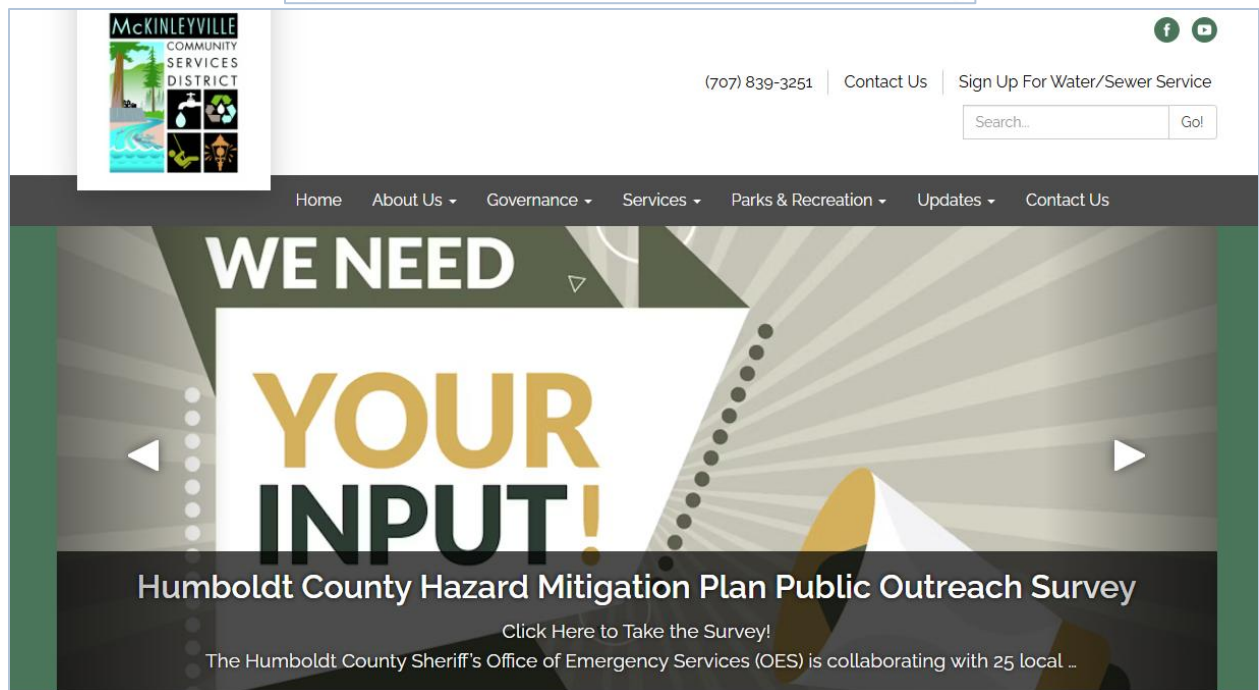 McKINLEYVILLE
COMMUNITY
SERVICES
DISTRICT
(707) 839-3251
Contact Us
Sign Up For Water/Sewer Service
Search...
Go!
Home
About Us
Governance
Services
Parks & Recreation
Updates
Contact Us
WE NEED
YOUR
INPUT!
Humboldt County Hazard Mitigation Plan Public Outreach Survey
Click Here to Take the Survey!
The Humboldt County Sheriff's Office of Emergency Services (OES) is collaborating with 25 local ...